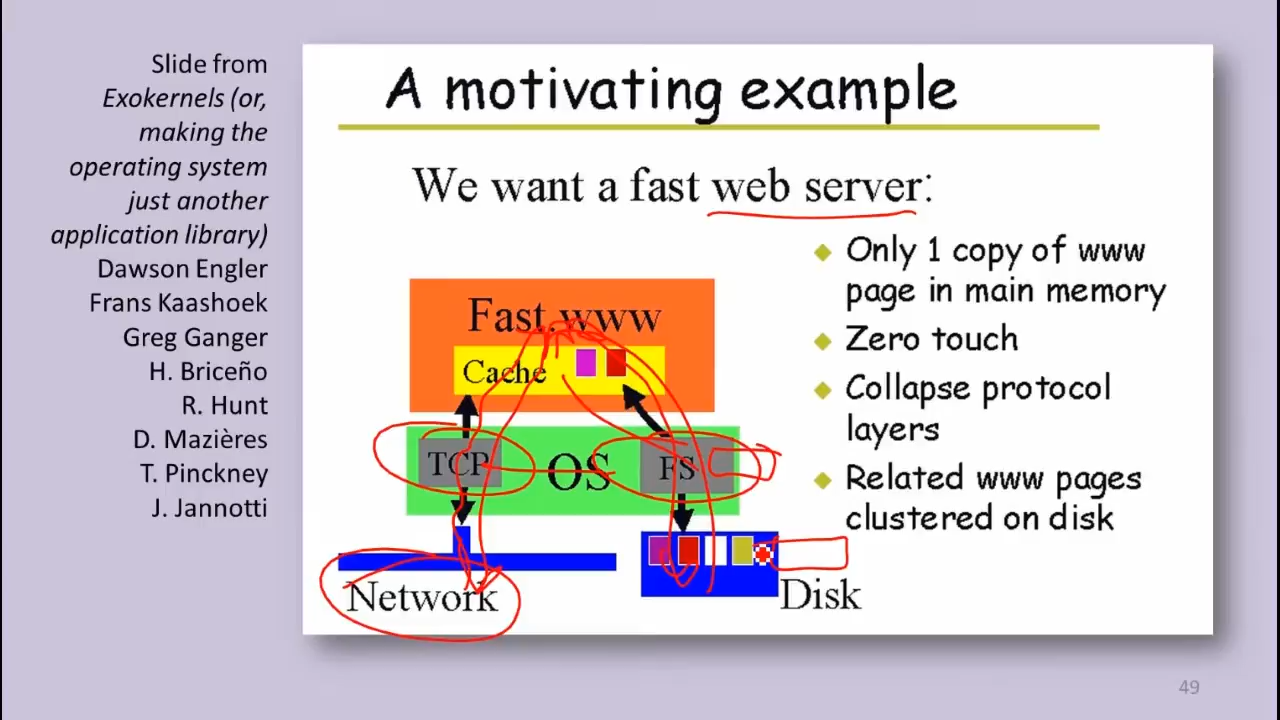 Slide from
Exokernels (or,
making the
operating system
just another
application library)
Dawson Engler
Frans Kaashoek
Greg Ganger
H. Briceño
R. Hunt
D. Mazières
T. Pinckney
J. Jannotti
A motivating example
We want a fast web server:
Fast.www
Cache
TCP
OS
FS
Network
Disk
Only 1 copy of www
page in main memory
Zero touch
Collapse protocol
layers
Related www pages
clustered on disk
49